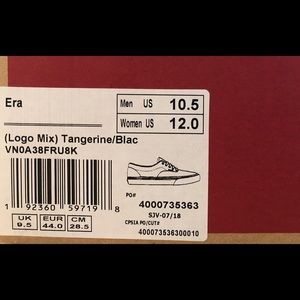 Era
Men US 10.5
Women US 12.0
(Logo Mix) Tangerine/Blac
VN0A38FRU8K
1 92360 59719 8
PO#
4000735363
SJV-07/18
CPSIA PO/CUT#
400073536300010
UK 9.5
EUR 44.0
CM 28.5